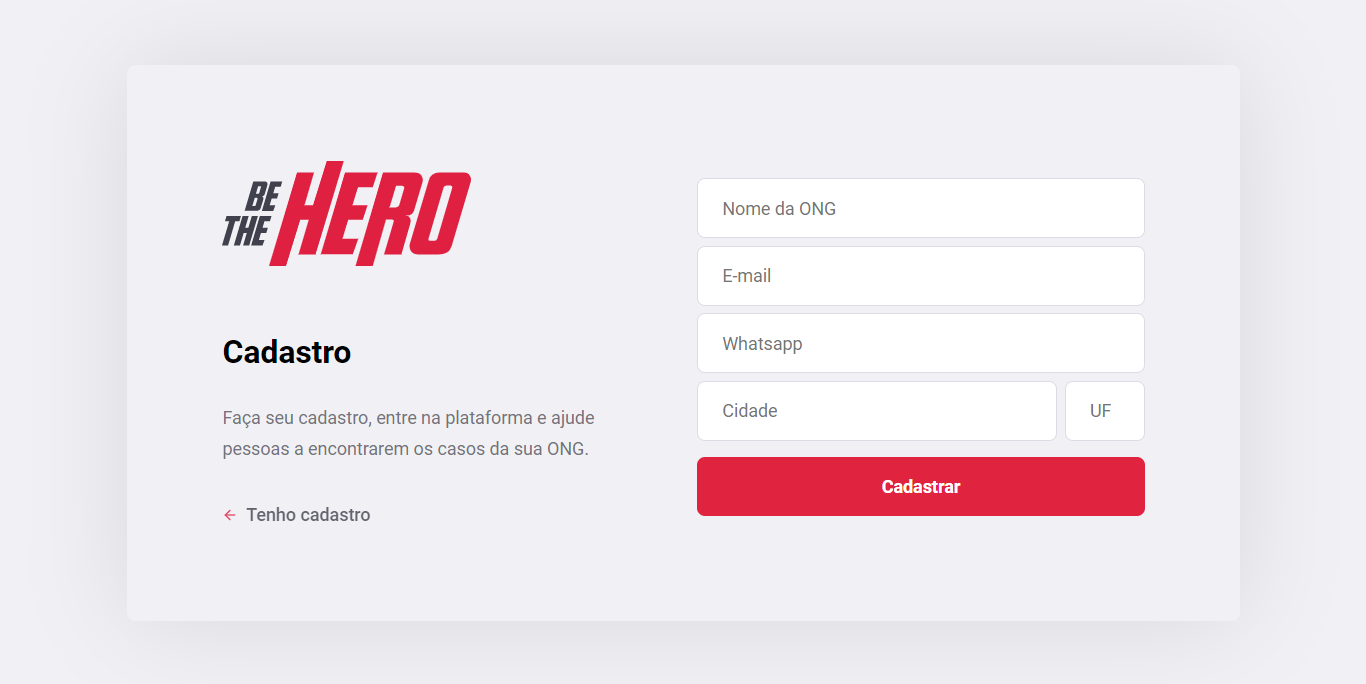 BE
THE
HERO
Cadastro
Faça seu cadastro, entre na plataforma e ajude
pessoas a encontrarem os casos da sua ONG.
Tenho cadastro
Nome da ONG
E-mail
Whatsapp
Cidade
UF
Cadastrar